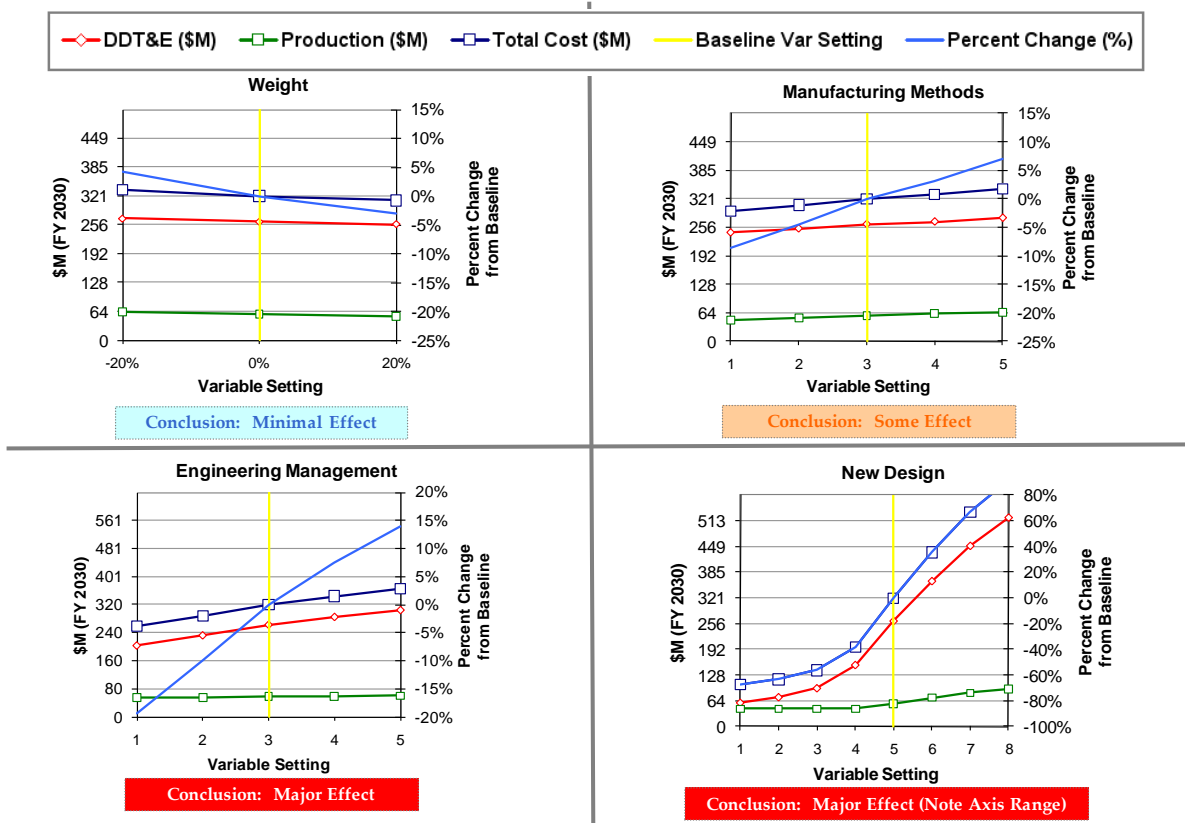 DDT&E ($M) Production ($M) Total Cost ($M) Baseline Var Setting Percent Change (%)
Weight
$M (FY 2030)
449
385
321
256
192
128
64
0
15%
10%
5%
0%
-5%
-10%
-15%
-20%
-25%
Percent Change
from Baseline
-20% 0% 20%
Variable Setting
Conclusion: Minimal Effect
Manufacturing Methods
$M (FY 2030)
449
385
321
256
192
128
64
0
15%
10%
5%
0%
-5%
-10%
-15%
-20%
-25%
Percent Change
from Baseline
1 2 3 4 5
Variable Setting
Conclusion: Some Effect
Engineering Management
$M (FY 2030)
561
481
401
320
240
160
80
0
20%
15%
10%
5%
0%
-5%
-10%
-15%
-20%
Percent Change
from Baseline
1 2 3 4 5
Variable Setting
Conclusion: Major Effect
New Design
$M (FY 2030)
513
449
385
321
256
192
128
64
0
80%
60%
40%
20%
0%
-20%
-40%
-60%
-80%
-100%
Percent Change
from Baseline
1 2 3 4 5 6 7 8
Variable Setting
Conclusion: Major Effect (Note Axis Range)